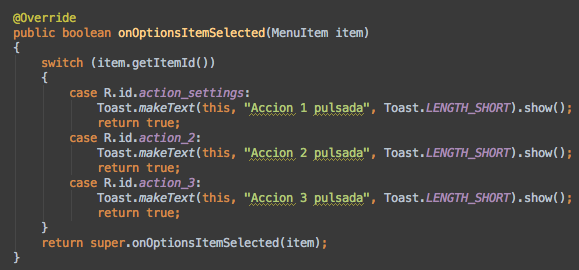 @Override
public boolean onOptionsItemSelected(MenuItem item)
{
switch (item.getItemId())
{
case R.id.action_settings:
Toast.makeText(this, "Accion 1 pulsada", Toast.LENGTH_SHORT).show();
return true;
case R.id.action_2:
Toast.makeText(this, "Accion 2 pulsada", Toast.LENGTH_SHORT).show();
return true;
case R.id.action_3:
Toast.makeText(this, "Accion 3 pulsada", Toast.LENGTH_SHORT).show();
return true;
}
return super.onOptionsItemSelected(item);
}